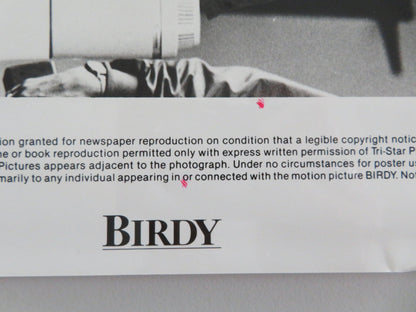 ion granted for newspaper reproduction on condition that a legible copyright notic
ne or book reproduction permitted only with express written permission of Tri-Star P
Pictures appears adjacent to the photograph. Under no circumstances for poster us
marily to any individual appearing in or connected with the motion picture BIRDY. No
BIRDY